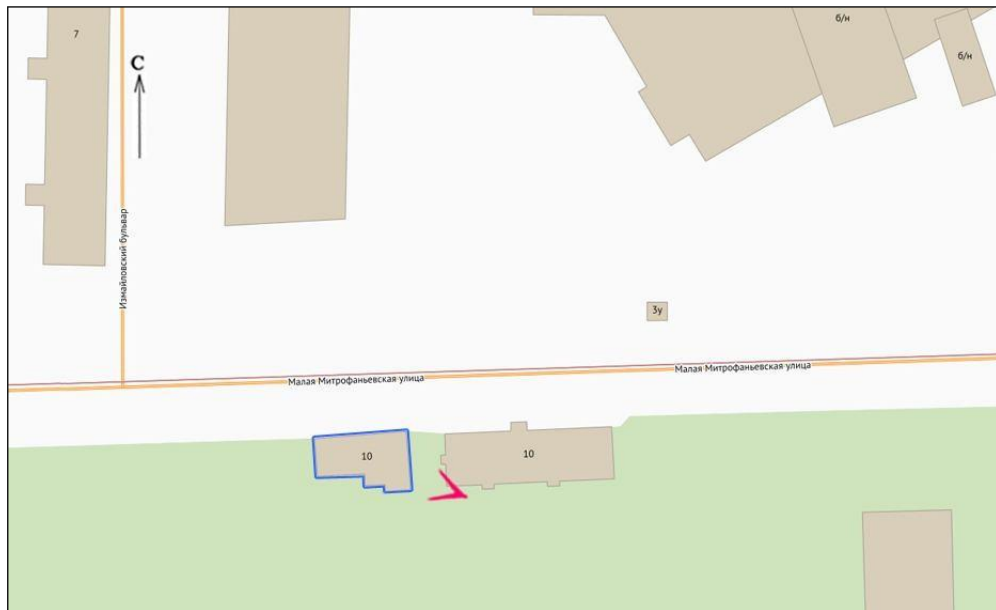 7
б/н
б/н
С
Измайловский бульвар
3у
Малая Митрофаньевская улица
Малая Митрофаньевская улица
10
10